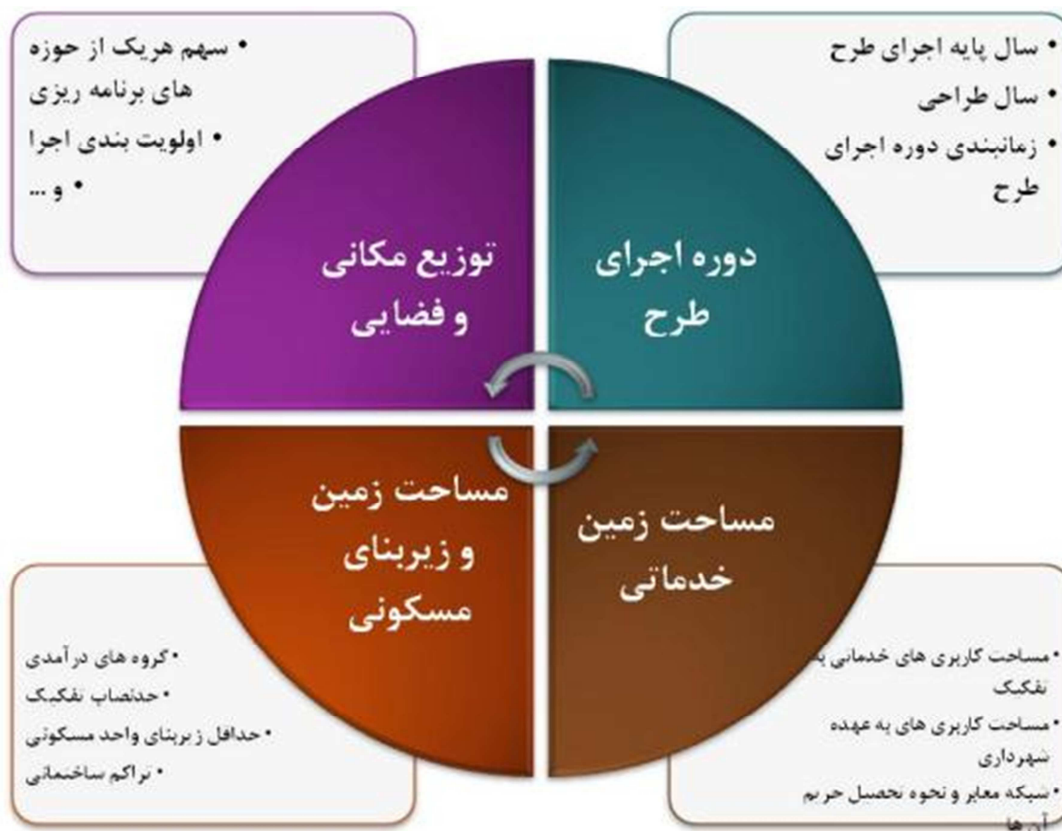 سال پایه اجرای طرح
سال طراحی
زمانبندی دوره اجرای
طرح
سهم هریک از حوزه
های برنامه ریزی
اولویت بندی اجرا
و ...
دوره اجرای
طرح
توزیع مکانی
و فضایی
مساحت زمین
خدماتی
مساحت زمین
و زیربنای
مسکونی
مساحت کاربری های خدماتی به
تفکیک
مساحت کاربری های به عهده
شهرداری
شبکه معابر و نحوه تحصیل حریم
آن ها
گروه های درآمدی
حدنصاب تفکیک
حداقل زیربنای واحد مسکونی
تراکم ساختمانی